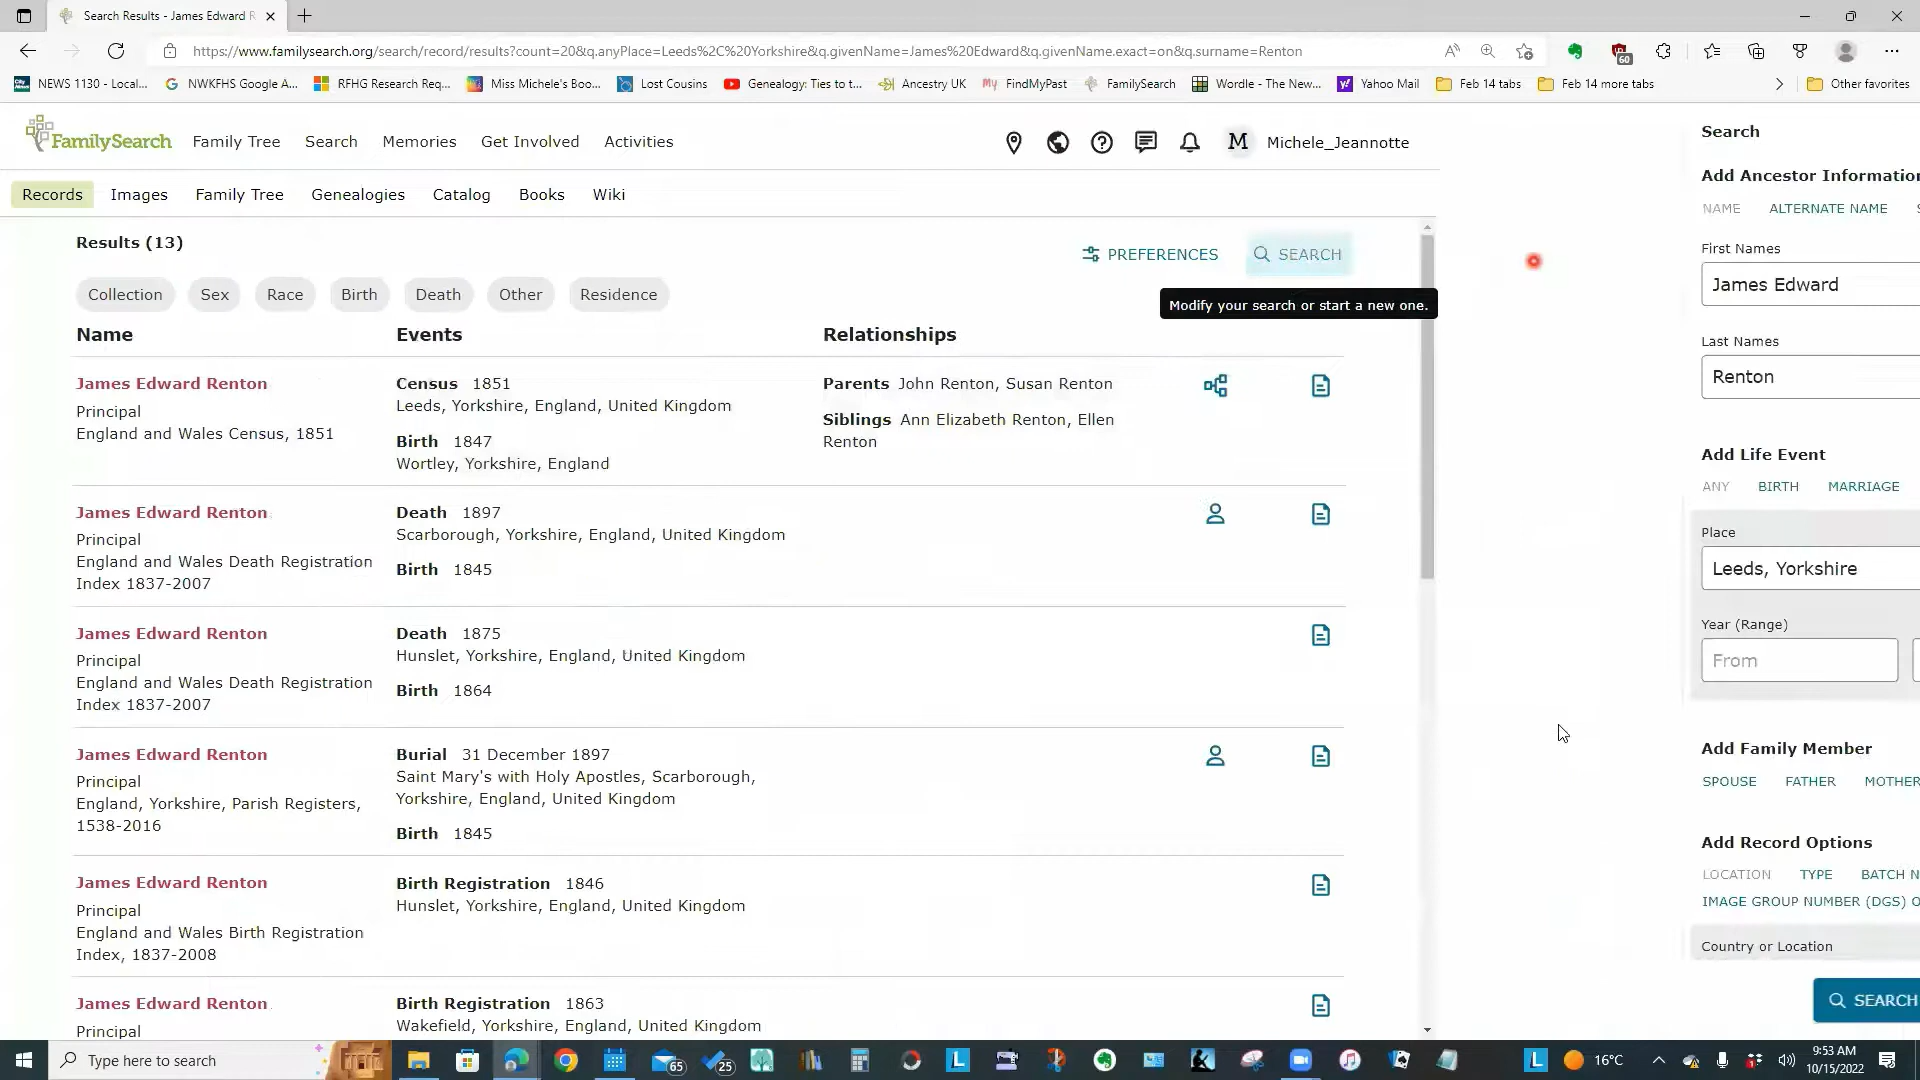 Search Results - James Edward R
https://www.familysearch.org/search/record/results?count=20&q.anyPlace=Leeds%2C%20Yorkshire&q.givenName=James%20Edward&q.givenName.exact=on&q.surname=Renton
60
NEWS 1130 - Local...
NWKFHS Google A...
RFHG Research Req...
Miss Michele's Boo...
Lost Cousins
Genealogy: Ties to t...
Ancestry UK
FindMyPast
FamilySearch
Wordle - The New...
Yahoo Mail
Feb 14 tabs
Feb 14 more tabs
Other favorites
FamilySearch
Family Tree
Search
Memories
Get Involved
Activities
M
Michele_Jeannotte
Records
Images
Family Tree
Genealogies
Catalog
Books
Wiki
Results (13)
PREFERENCES
SEARCH
Modify your search or start a new one.
Collection
Sex
Race
Birth
Death
Other
Residence
Name
Events
Relationships
James Edward Renton
Principal
England and Wales Census, 1851
Census 1851
Leeds, Yorkshire, England, United Kingdom
Birth 1847
Wortley, Yorkshire, England
Parents John Renton, Susan Renton
Siblings Ann Elizabeth Renton, Ellen
Renton
James Edward Renton
Principal
England and Wales Death Registration
Index 1837-2007
Death 1897
Scarborough, Yorkshire, England, United Kingdom
Birth 1845
James Edward Renton
Principal
England and Wales Death Registration
Index 1837-2007
Death 1875
Hunslet, Yorkshire, England, United Kingdom
Birth 1864
James Edward Renton
Principal
England, Yorkshire, Parish Registers,
1538-2016
Burial 31 December 1897
Saint Mary's with Holy Apostles, Scarborough,
Yorkshire, England, United Kingdom
Birth 1845
James Edward Renton
Principal
England and Wales Birth Registration
Index, 1837-2008
Birth Registration 1846
Hunslet, Yorkshire, England, United Kingdom
James Edward Renton
Principal
Birth Registration 1863
Wakefield, Yorkshire, England, United Kingdom
Search
Add Ancestor Information
NAME
ALTERNATE NAME
S
First Names
James Edward
Last Names
Renton
Add Life Event
ANY
BIRTH
MARRIAGE
Place
Leeds, Yorkshire
Year (Range)
From
Add Family Member
SPOUSE
FATHER
MOTHER
Add Record Options
LOCATION
TYPE
BATCH N
IMAGE GROUP NUMBER (DGS) O
Country or Location
SEARCH
Type here to search
65
25
L
L
16°C
9:53 AM
10/15/2022